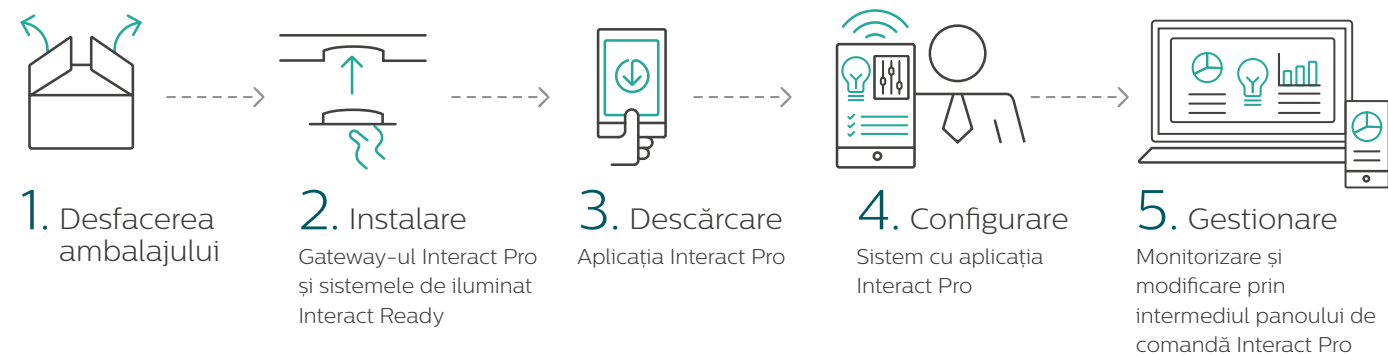 1. Desfacerea
ambalajului
2. Instalare
Gateway-ul Interact Pro
și sistemele de iluminat
Interact Ready
3. Descărcare
Aplicația Interact Pro
4. Configurare
Sistem cu aplicația
Interact Pro
5. Gestionare
Monitorizare și
modificare prin
intermediul panoului de
comandă Interact Pro